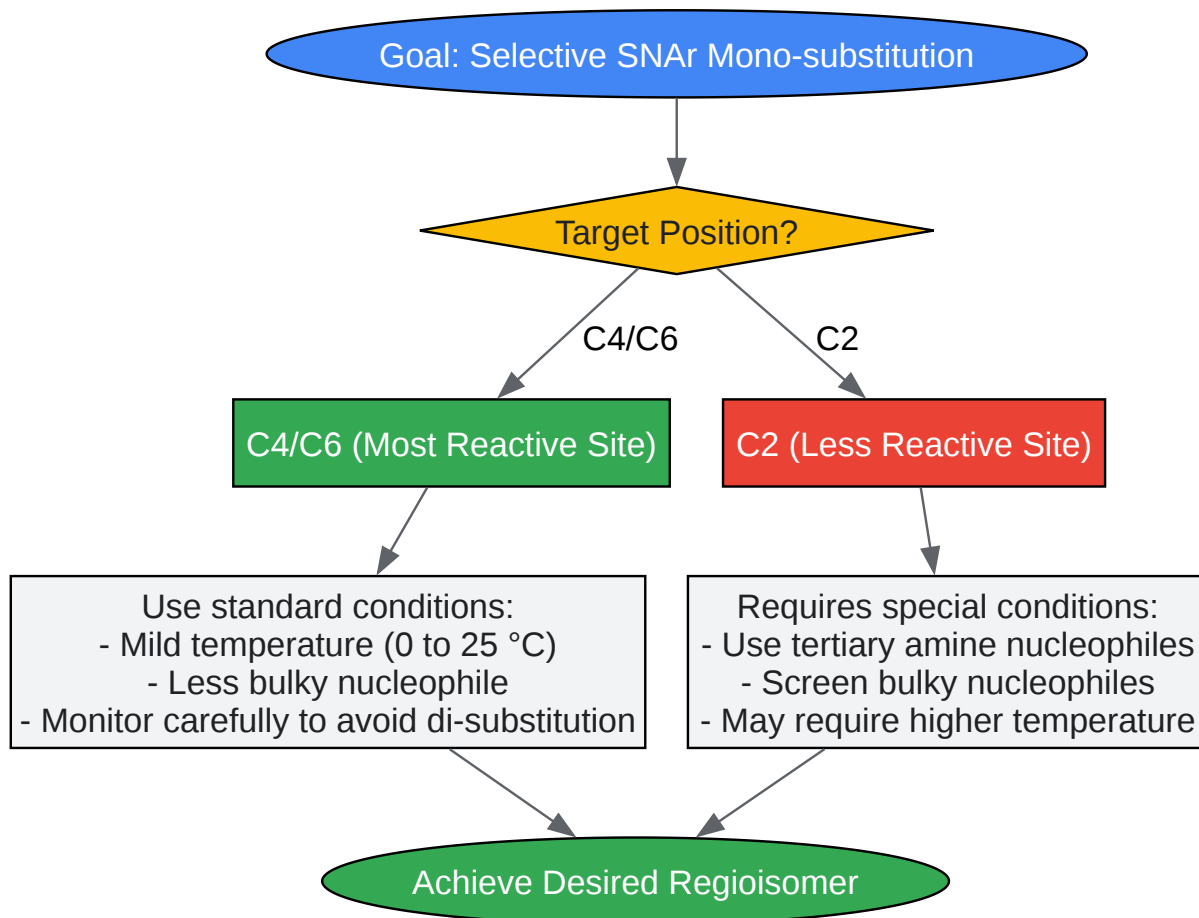 Goal: Selective SNAr Mono-substitution
Target Position?
C4/C6
C2
C4/C6 (Most Reactive Site)
C2 (Less Reactive Site)
Use standard conditions:
- Mild temperature (0 to 25 °C)
- Less bulky nucleophile
- Monitor carefully to avoid di-substitution
Requires special conditions:
- Use tertiary amine nucleophiles
- Screen bulky nucleophiles
- May require higher temperature
Achieve Desired Regioisomer